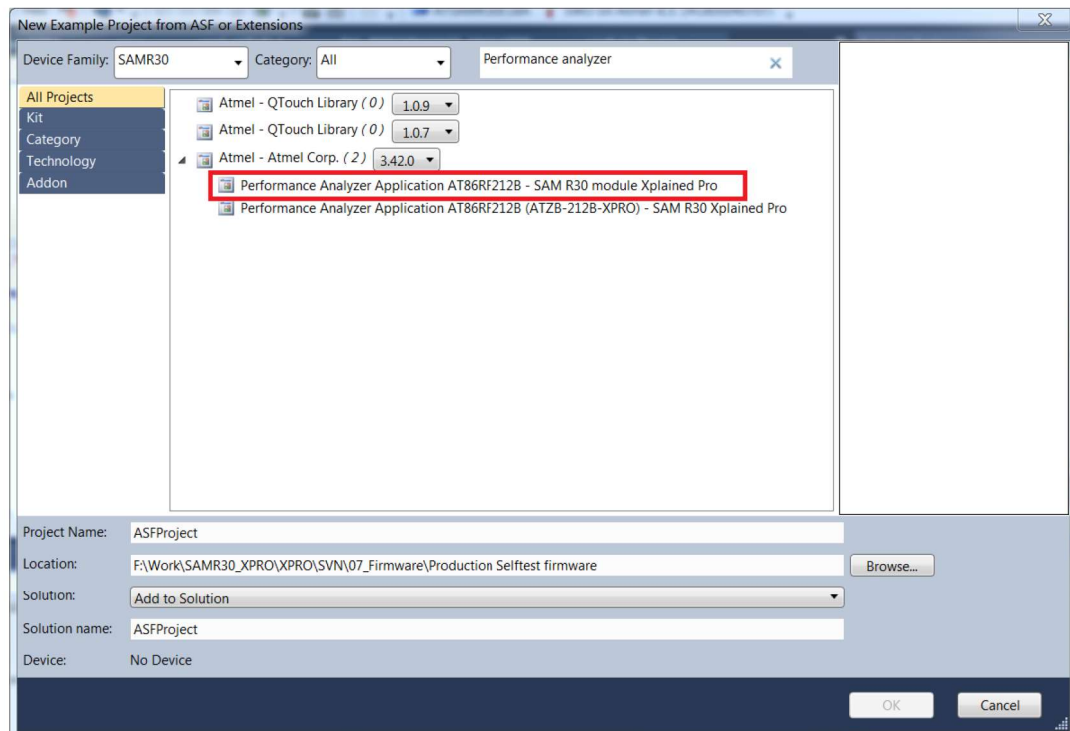 New Example Project from ASF or Extensions
Device Family: SAMR30 Category: All Performance analyzer
All Projects
Kit
Category
Technology
Addon
Atmel - QTouch Library ( 0 ) 1.0.9
Atmel - QTouch Library ( 0 ) 1.0.7
Atmel - Atmel Corp. ( 2 ) 3.42.0
Performance Analyzer Application AT86RF212B - SAM R30 module Xplained Pro
Performance Analyzer Application AT86RF212B (ATZB-212B-XPRO) - SAM R30 Xplained Pro
Project Name: ASFProject
Location: F:\Work\SAMR30_XPRO\XPRO\SVN\07_Firmware\Production Selftest firmware Browse...
Solution: Add to Solution
Solution name: ASFProject
Device: No Device
OK Cancel